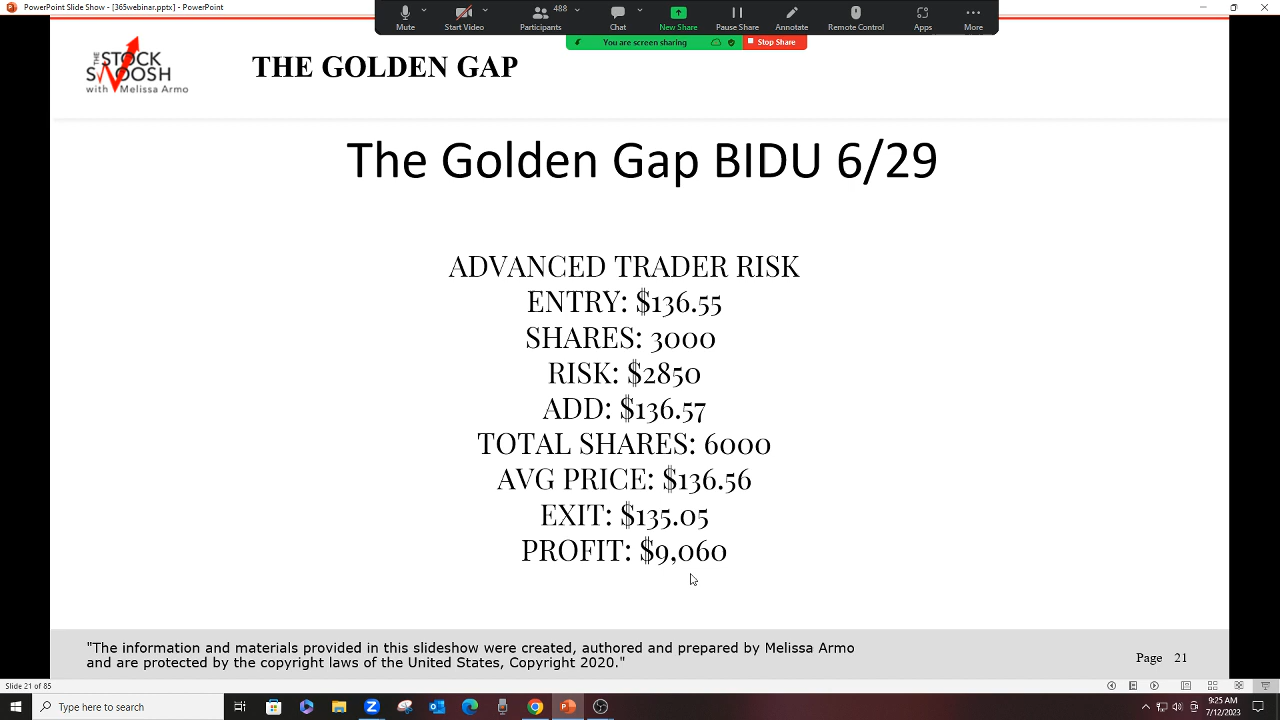 PowerPoint Slide Show - [365webinar.pptx] - PowerPoint
488
Mute
Start Video
Participants
Chat
New Share
Pause Share
Annotate
Remote Control
Apps
More
You are screen sharing
Stop Share
THE STOCK
SWOOSH
with Melissa Armo
THE GOLDEN GAP
The Golden Gap BIDU 6/29
ADVANCED TRADER RISK
ENTRY: $136.55
SHARES: 3000
RISK: $2850
ADD: $136.57
TOTAL SHARES: 6000
AVG PRICE: $136.56
EXIT: $135.05
PROFIT: $9,060
"The information and materials provided in this slideshow were created, authored and prepared by Melissa Armo
and are protected by the copyright laws of the United States, Copyright 2020."
Page 21
Slide 21 of 85
Type here to search
9:25 AM
7/12/2023